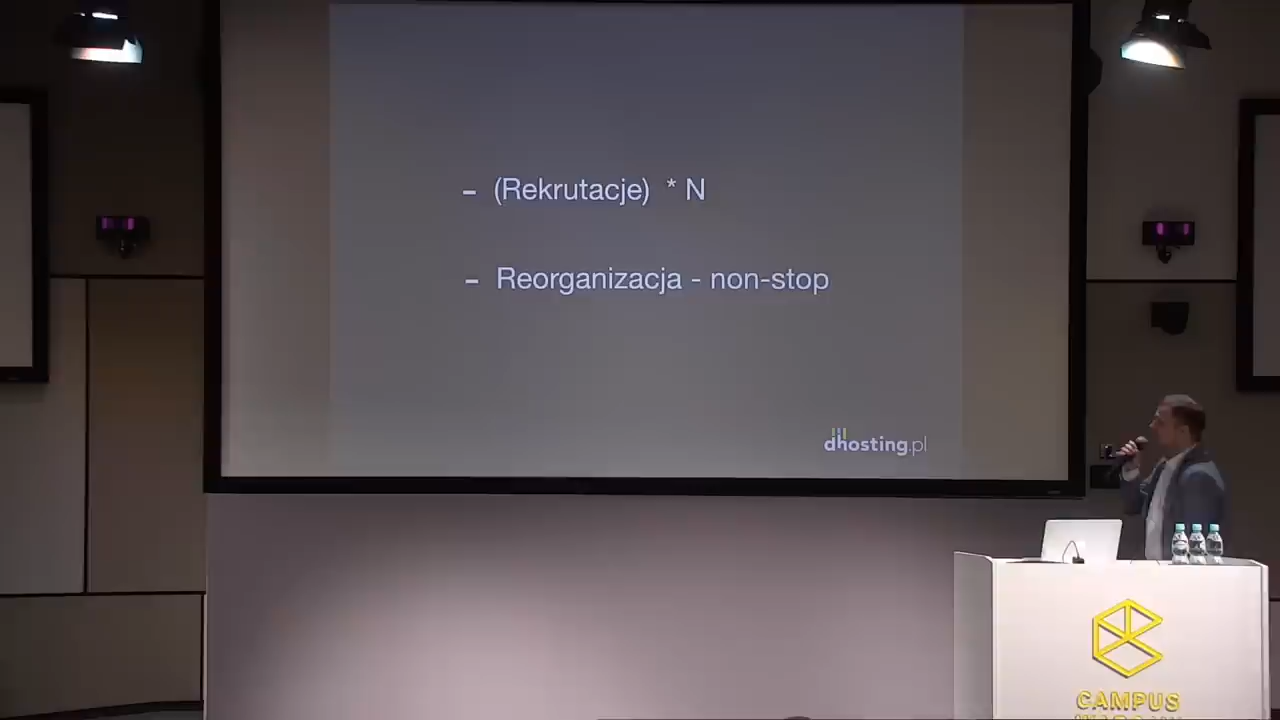 - (Rekrutacje) * N
- Reorganizacja - non-stop
dhosting.pl
CAMPUS